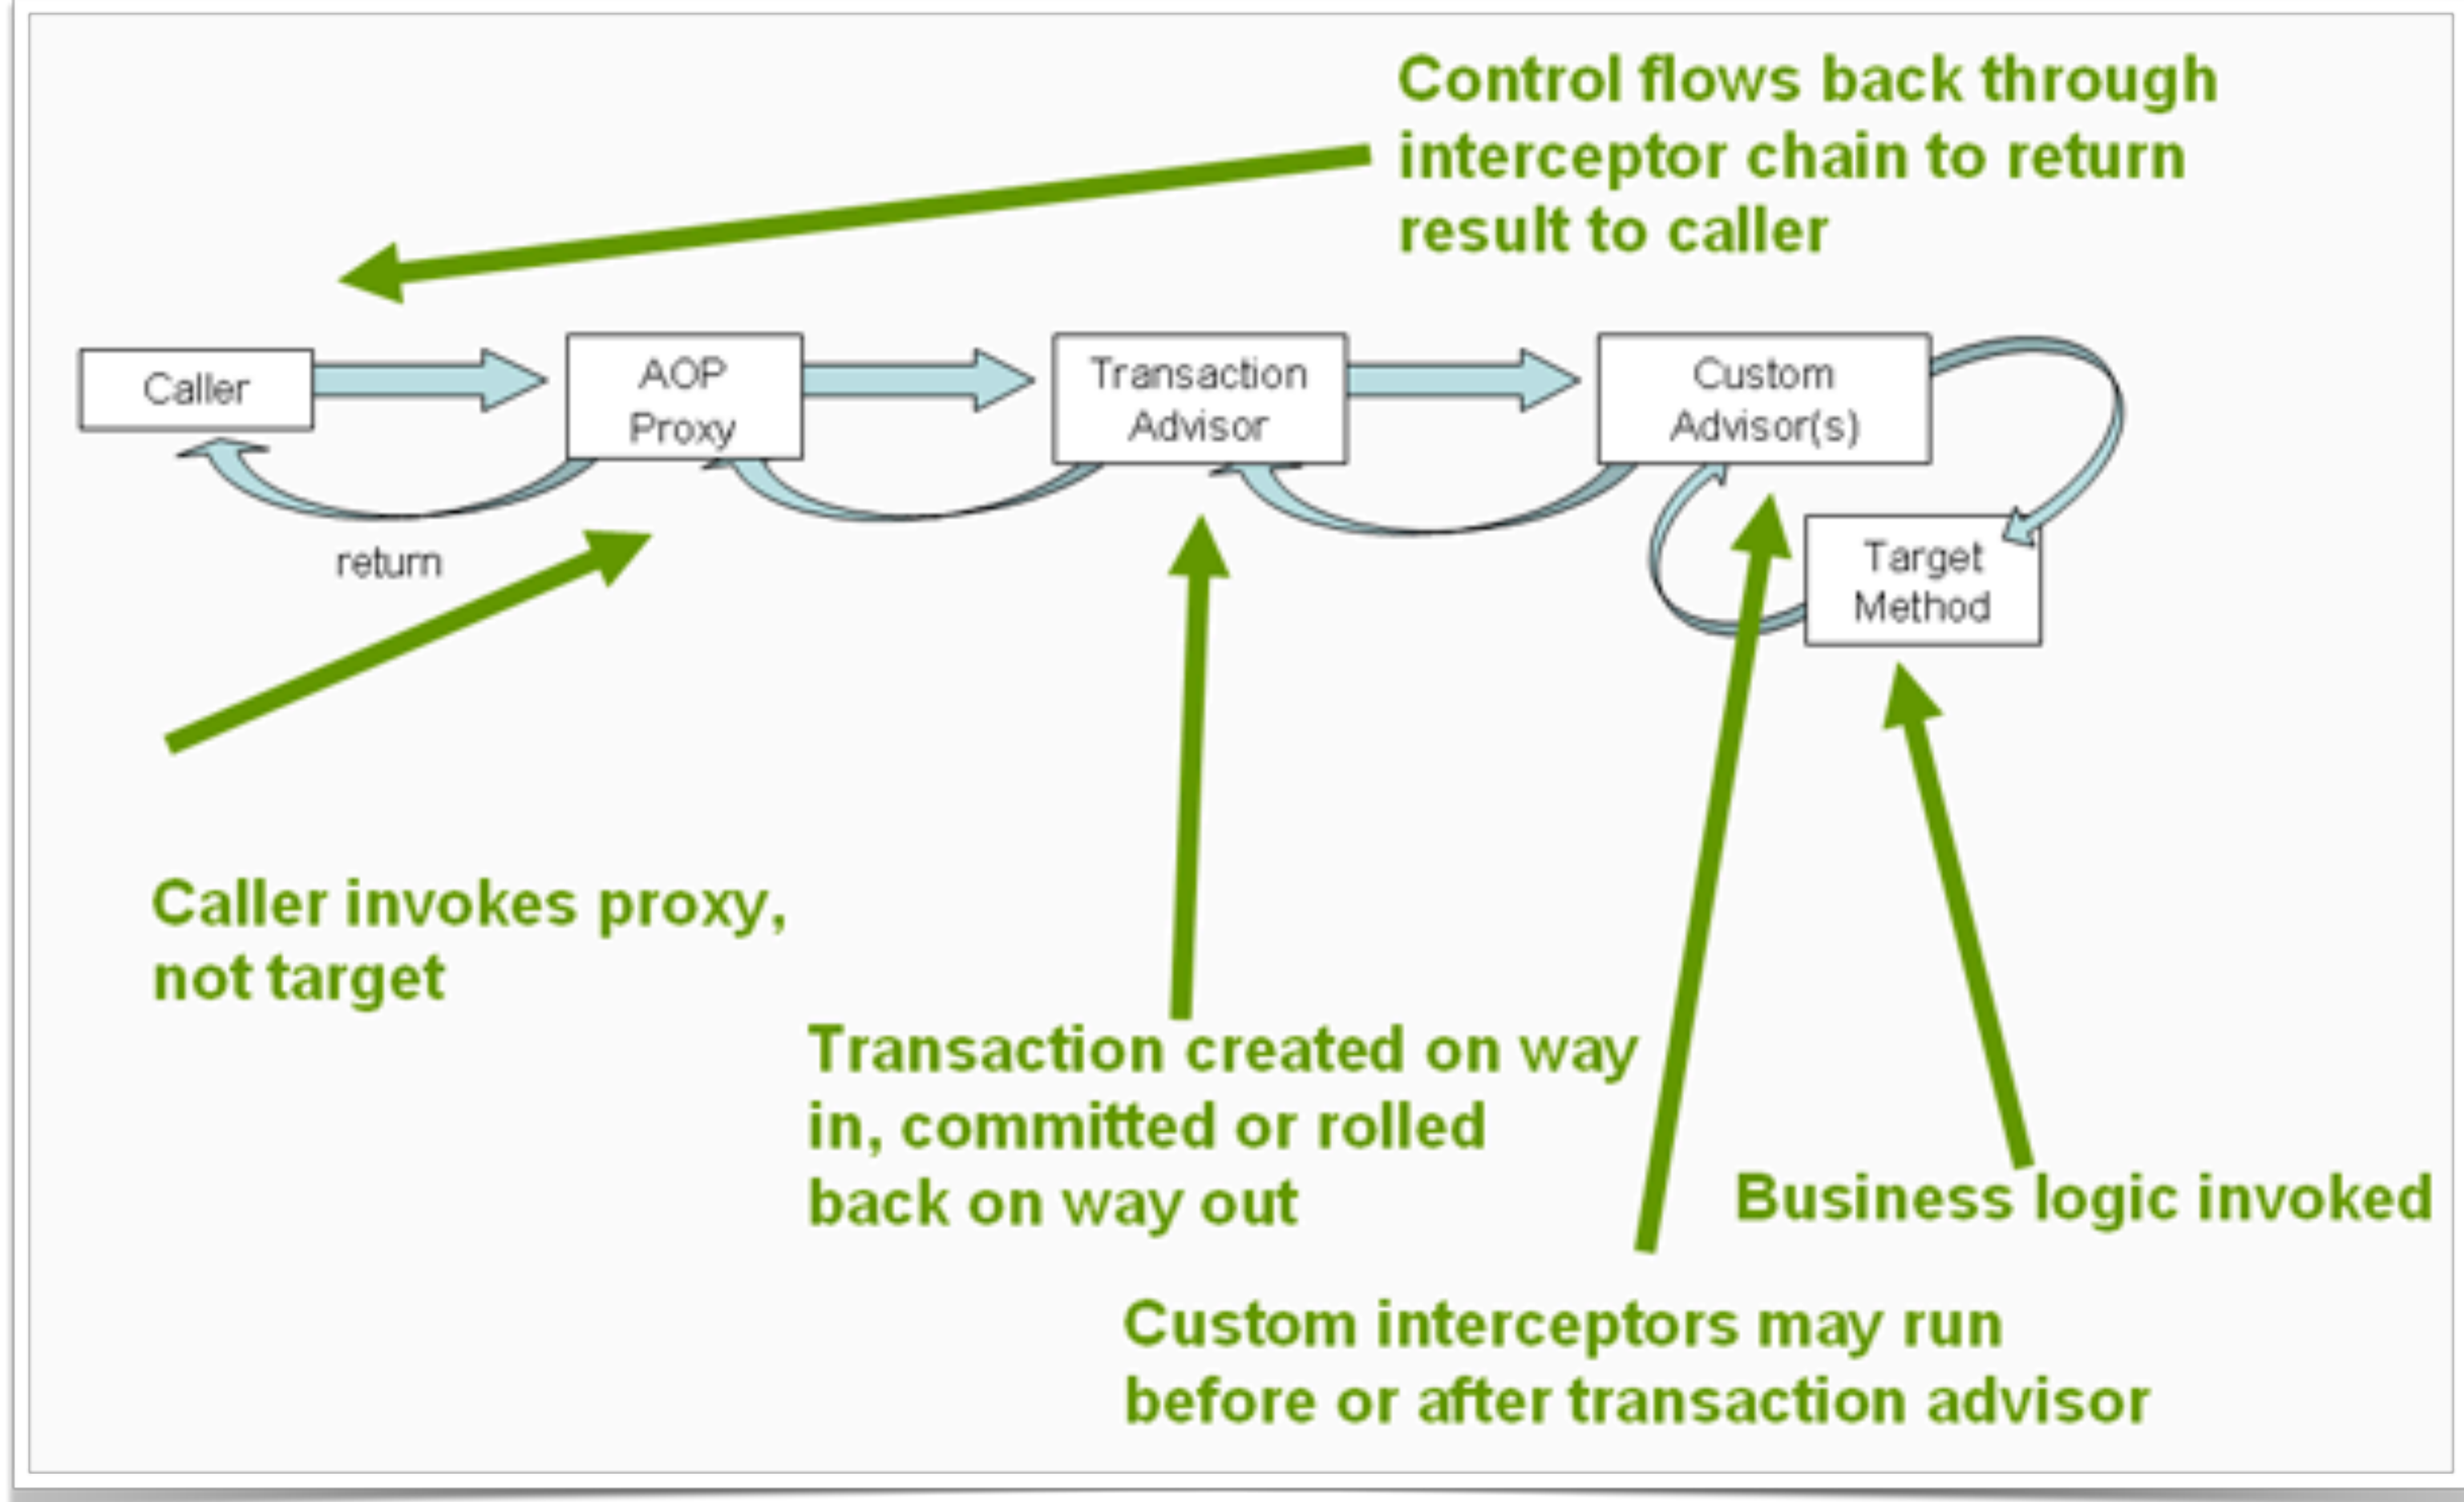 Control flows back through
interceptor chain to return
result to caller
Caller
AOP
Proxy
Transaction
Advisor
Custom
Advisor(s)
return
Target
Method
Caller invokes proxy,
not target
Transaction created on way
in, committed or rolled
back on way out
Business logic invoked
Custom interceptors may run
before or after transaction advisor